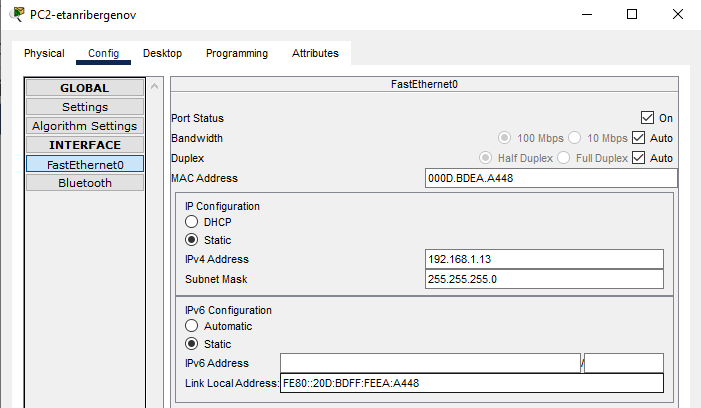 PC2-etanribergenov
Physical Config Desktop Programming Attributes
GLOBAL
Settings
Algorithm Settings
INTERFACE
FastEthernet0
Bluetooth
FastEthernet0
Port Status On
Bandwidth 100 Mbps 10 Mbps Auto
Duplex Half Duplex Full Duplex Auto
MAC Address 000D.BDEA.A448
IP Configuration
DHCP
Static
IPv4 Address 192.168.1.13
Subnet Mask 255.255.255.0
IPv6 Configuration
Automatic
Static
IPv6 Address /
Link Local Address: FE80::20D:BDFF:FEEA:A448